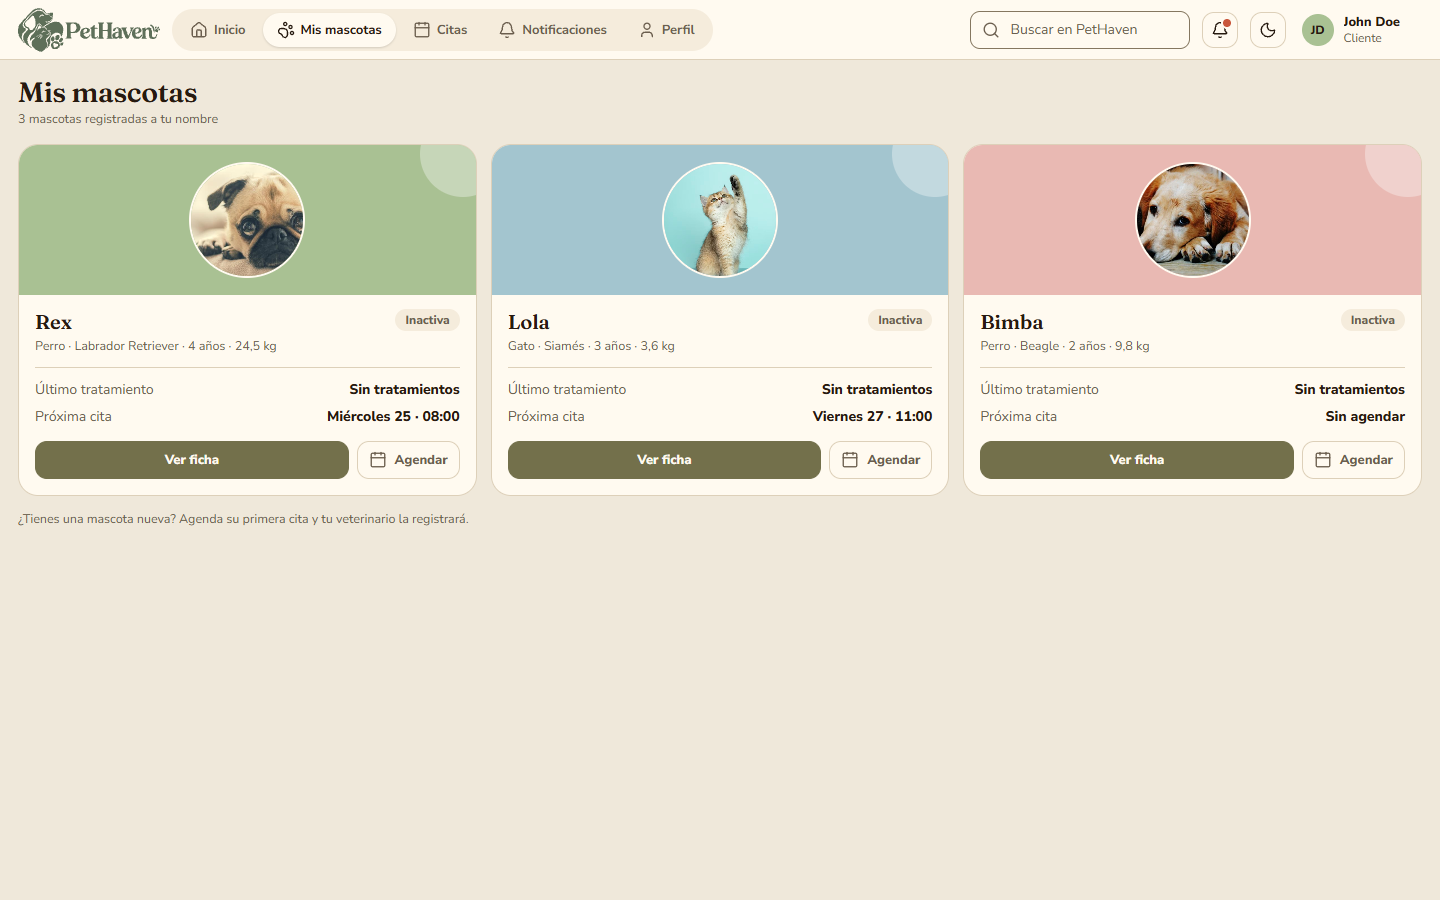 PetHaven
Inicio
Mis mascotas
Citas
Notificaciones
Perfil
Buscar en PetHaven
JD
John Doe
Cliente
Mis mascotas
3 mascotas registradas a tu nombre
Rex
Inactiva
Perro · Labrador Retriever · 4 años · 24,5 kg
Último tratamiento
Sin tratamientos
Próxima cita
Miércoles 25 · 08:00
Ver ficha
Agendar
Lola
Inactiva
Gato · Siamés · 3 años · 3,6 kg
Último tratamiento
Sin tratamientos
Próxima cita
Viernes 27 · 11:00
Ver ficha
Agendar
Bimba
Inactiva
Perro · Beagle · 2 años · 9,8 kg
Último tratamiento
Sin tratamientos
Próxima cita
Sin agendar
Ver ficha
Agendar
¿Tienes una mascota nueva? Agenda su primera cita y tu veterinario la registrará.